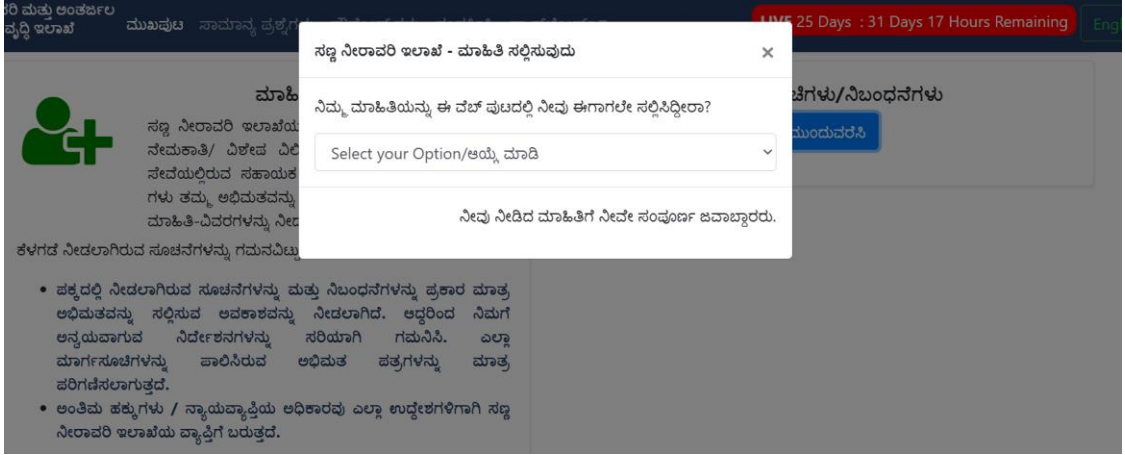 ಮತ್ತು ಅಂತರ್ಜಲ
ಇಲಾಖೆ
ಮುಖಪುಟ ಸಾಮಾನ್ಯ
LIVE 25 Days : 31 Days 17 Hours Remaining
ಸಣ್ಣ ನೀರಾವರಿ ಇಲಾಖೆ - ಮಾಹಿತಿ ಸಲ್ಲಿಸುವುದು ×
ನಿಮ್ಮ ಮಾಹಿತಿಯನ್ನು ಈ ವೆಬ್ ಪುಟದಲ್ಲಿ ನೀವು ಈಗಾಗಲೇ ಸಲ್ಲಿಸಿದ್ದೀರಾ?
Select your Option/ಆಯ್ಕೆ ಮಾಡಿ
ನೀವು ನೀಡಿದ ಮಾಹಿತಿಗೆ ನೀವೇ ಸಂಪೂರ್ಣ ಜವಾಬ್ದಾರರು.
ಸಣ್ಣ ನೀರಾವರಿ ಇಲಾಖೆಯ
ನೇಮಕಾತಿ/ ವಿಶೇಷ
ಸೇವೆಯಲ್ಲಿರುವ ಸಹಾಯಕ
ಗಳು ತಮ್ಮ ಅಭಿಮತವನ್ನು
ಮಾಹಿತಿ-ವಿವರಗಳನ್ನು
ಕೆಳಗಡೆ ನೀಡಲಾಗಿರುವ ಸೂಚನೆಗಳನ್ನು
• ಪಕ್ಕದಲ್ಲಿ ನೀಡಲಾಗಿರುವ ಸೂಚನೆಗಳನ್ನು ಮತ್ತು ನಿಬಂಧನೆಗಳನ್ನು ಪ್ರಕಾರ ಮಾತ್ರ
ಅಭಿಮತವನ್ನು ಸಲ್ಲಿಸುವ ಅವಕಾಶವನ್ನು ನೀಡಲಾಗಿದೆ. ಆದ್ದರಿಂದ ನಿಮಗೆ
ಅನ್ವಯವಾಗುವ ನಿರ್ದೇಶನಗಳನ್ನು ಸರಿಯಾಗಿ ಗಮನಿಸಿ. ಎಲ್ಲಾ
ಮಾರ್ಗಸೂಚಿಗಳನ್ನು ಪಾಲಿಸಿರುವ ಅಭಿಮತ ಪತ್ರಗಳನ್ನು ಮಾತ್ರ
ಪರಿಗಣಿಸಲಾಗುತ್ತದೆ.
• ಅಂತಿಮ ಹಕ್ಕುಗಳು / ನ್ಯಾಯವ್ಯಾಪ್ತಿಯ ಅಧಿಕಾರವು ಎಲ್ಲಾ ಉದ್ದೇಶಗಳಿಗಾಗಿ ಸಣ್ಣ
ನೀರಾವರಿ ಇಲಾಖೆಯ ವ್ಯಾಪ್ತಿಗೆ ಬರುತ್ತದೆ.
ಚಿಗಳು/ನಿಬಂಧನೆಗಳು
ಮುಂದುವರೆಸಿ